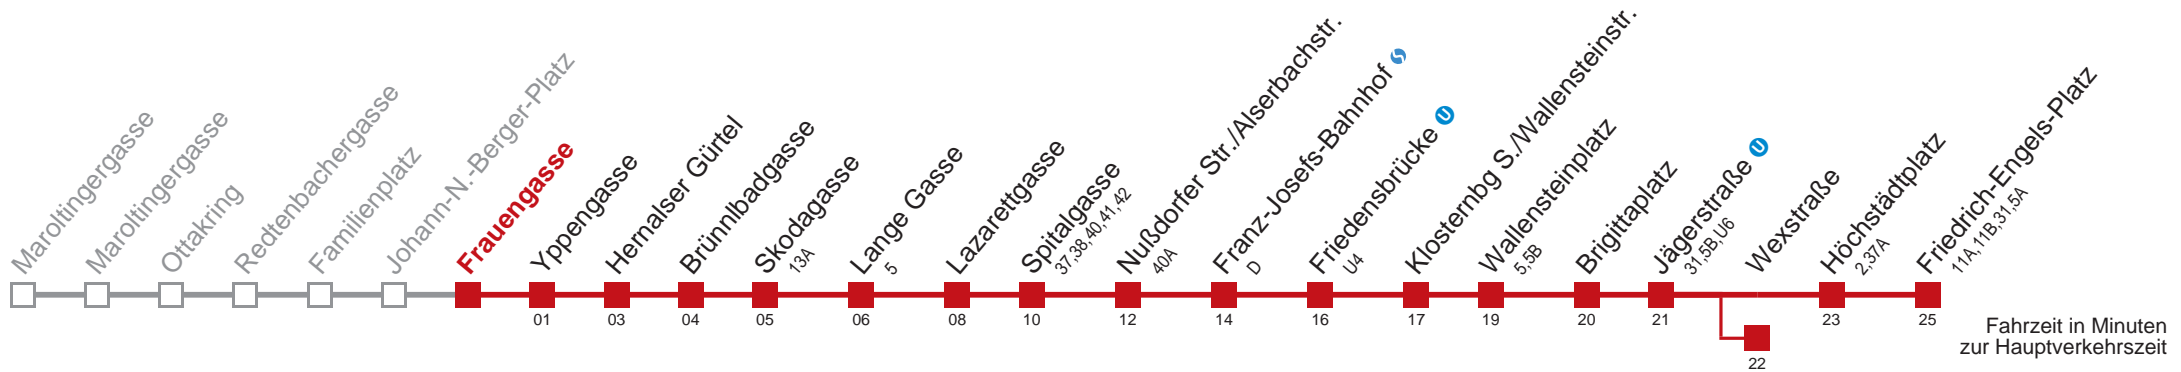 Maroltingergasse
Maroltingergasse
Ottakring
Redtenbachergasse
Familienplatz
Johann-N.-Berger-Platz
Frauengasse
Yppengasse
01
Hernalser Gürtel
03
Brünnlbadgasse
04
Skodagasse
13A
05
Lange Gasse
5
06
Lazarettgasse
08
Spitalgasse
37,38,40,41,42
10
Nußdorfer Str./Alserbachstr.
40A
12
Franz-Josefs-Bahnhof S
D
14
Friedensbrücke U
U4
16
Klosternbg S./Wallensteinstr.
17
Wallensteinplatz
5,5B
19
Brigittaplatz
20
Jägerstraße U
31,5B,U6
21
Wexstraße
22
Höchstädtplatz
2,37A
23
Friedrich-Engels-Platz
11A,11B,31,5A
25
Fahrzeit in Minuten
zur Hauptverkehrszeit